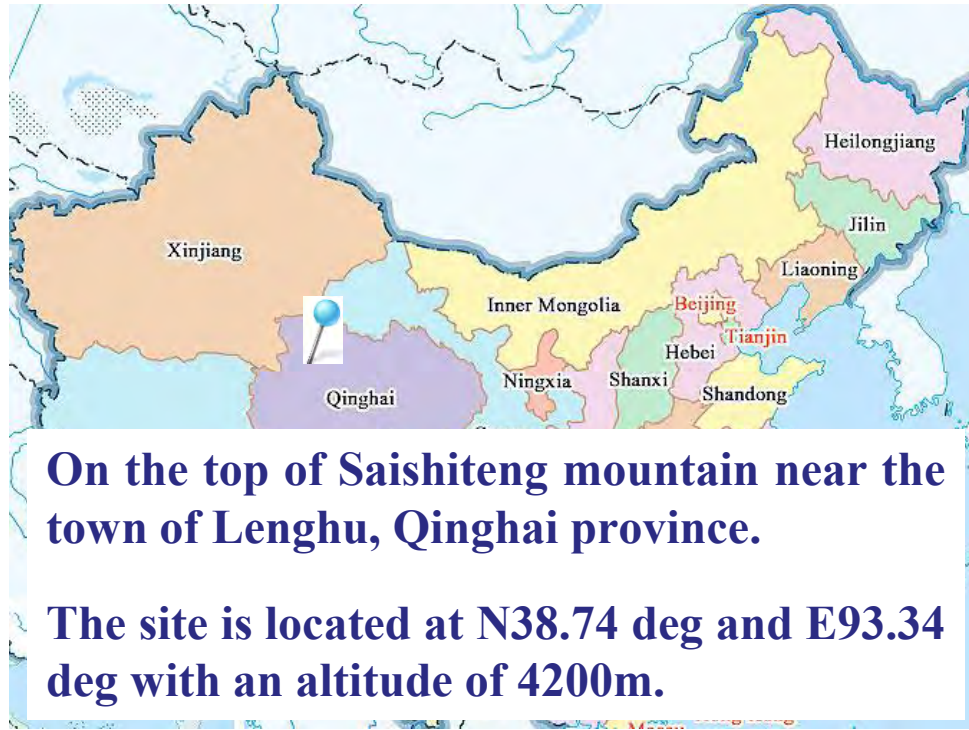 Heilongjiang
Jilin
Xinjiang
Liaoning
Inner Mongolia
Beijing
Tianjin
Hebei
Ningxia
Shanxi
Shandong
Qinghai
On the top of Saishiteng mountain near the
town of Lenghu, Qinghai province.
The site is located at N38.74 deg and E93.34
deg with an altitude of 4200m.